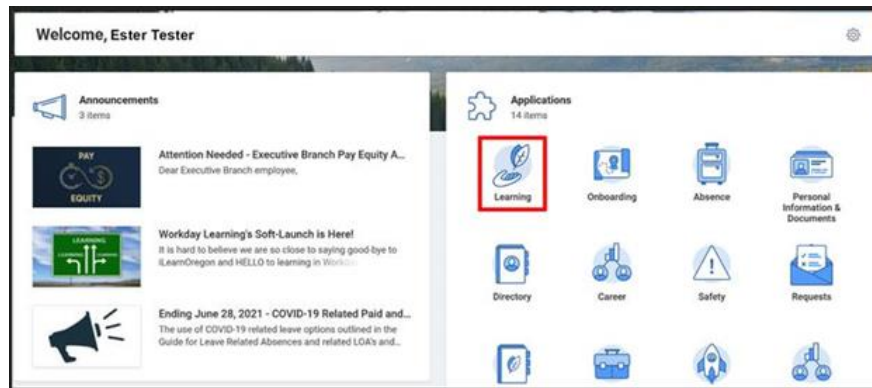 Welcome, Ester Tester
Announcements
3 items
PAY
EQUITY
Attention Needed - Executive Branch Pay Equity A...
Dear Executive Branch employee,
LEARNING
Workday Learning's Soft-Launch is Here!
It is hard to believe we are so close to saying good-bye to
iLearnOregon and HELLO to learning in Workday
Ending June 28, 2021 - COVID-19 Related Paid and...
The use of COVID-19 related leave options outlined in the
Guide for Leave Related Absences and related LOA's and...
Applications
14 items
Learning
Onboarding
Absence
Personal
Information &
Documents
Directory
Career
Safety
Requests